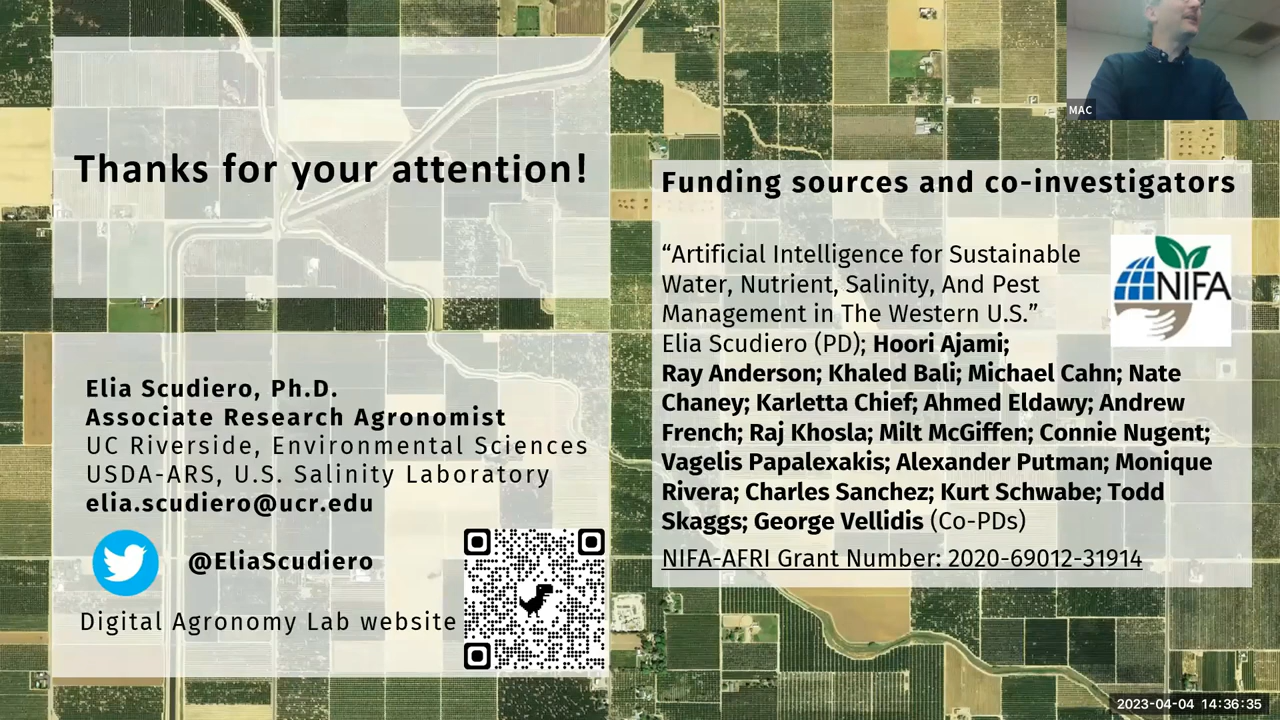 MAC
Thanks for your attention!
Elia Scudiero, Ph.D.
Associate Research Agronomist
UC Riverside, Environmental Sciences
USDA-ARS, U.S. Salinity Laboratory
elia.scudiero@ucr.edu
@EliaScudiero
Digital Agronomy Lab website
Funding sources and co-investigators
“Artificial Intelligence for Sustainable
Water, Nutrient, Salinity, And Pest
Management in The Western U.S.”
Elia Scudiero (PD); Hoori Ajami;
Ray Anderson; Khaled Bali; Michael Cahn; Nate
Chaney; Karletta Chief; Ahmed Eldawy; Andrew
French; Raj Khosla; Milt McGiffen; Connie Nugent;
Vagelis Papalexakis; Alexander Putman; Monique
Rivera; Charles Sanchez; Kurt Schwabe; Todd
Skaggs; George Vellidis (Co-PDs)
NIFA-AFRI Grant Number: 2020-69012-31914
NIFA
2023-04-04 14:36:35